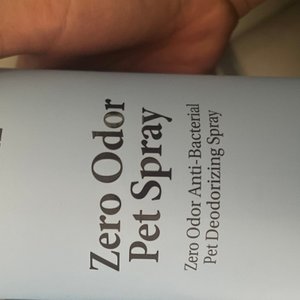 Zero Odor
Pet Spray
Zero Odor Anti-Bacterial
Pet Deodorizing Spray